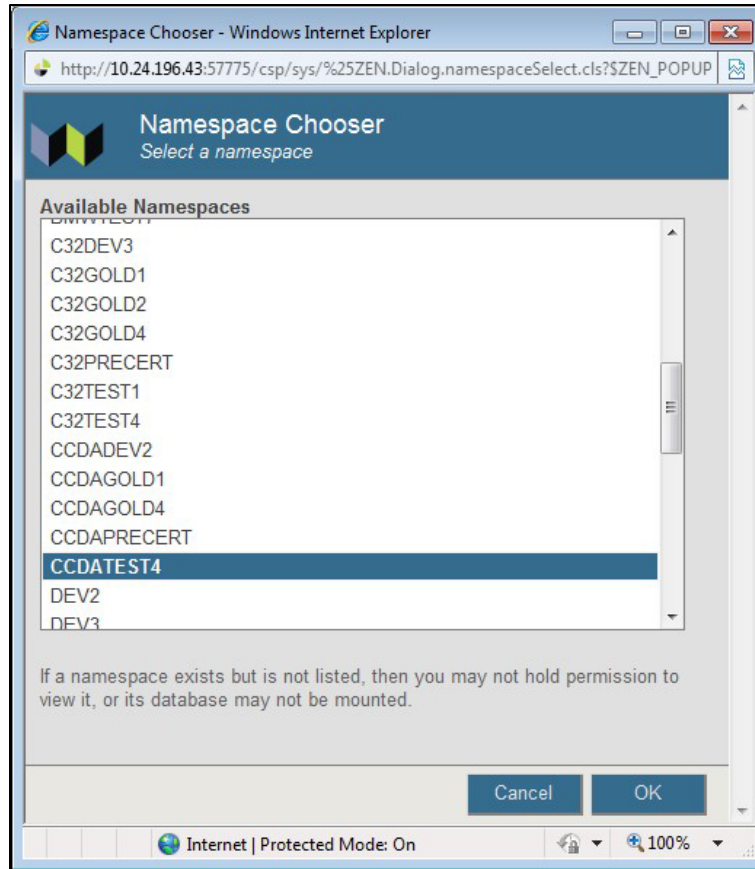 Namespace Chooser - Windows Internet Explorer
http://10.24.196.43:57775/csp/sys/%25ZEN.Dialog.namespaceSelect.cls?$ZEN_POPUP
Namespace Chooser
Select a namespace
Available Namespaces
C32DEV3
C32GOLD1
C32GOLD2
C32GOLD4
C32PRECERT
C32TEST1
C32TEST4
CCDADEV2
CCDAGOLD1
CCDAGOLD4
CCDAPRECERT
CCDATEST4
DEV2
DEV3
If a namespace exists but is not listed, then you may not hold permission to
view it, or its database may not be mounted.
Cancel OK
Internet | Protected Mode: On 100%